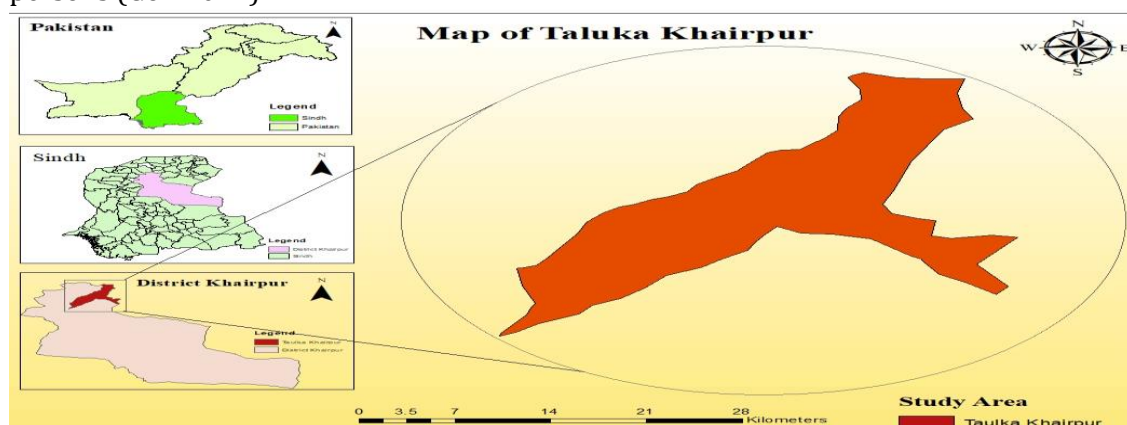 Pakistan
N
Legend
Sindh
Pakistan
Sindh
N
Legend
District Khairpur
Sindh
District Khairpur
N
Legend
Taulka Khairpur
District Khairpur
Map of Taluka Khairpur
N
W E
S
0 3.5 7 14 21 28
Kilometers
Study Area
Taulka Khairpur